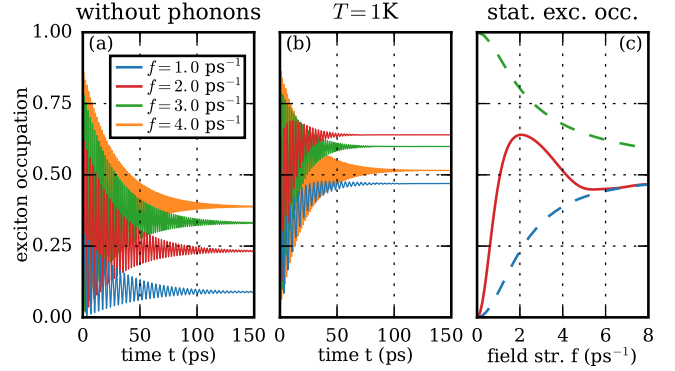 without phonons
T=1K
stat. exc. occ.
(a)
(b)
(c)
f=1.0 ps⁻¹
f=2.0 ps⁻¹
f=3.0 ps⁻¹
f=4.0 ps⁻¹
exciton occupation
1.00
0.75
0.50
0.25
0.00
0 50 100 150
0 50 100 150
0 2 4 6 8
time t (ps)
time t (ps)
field str. f (ps⁻¹)